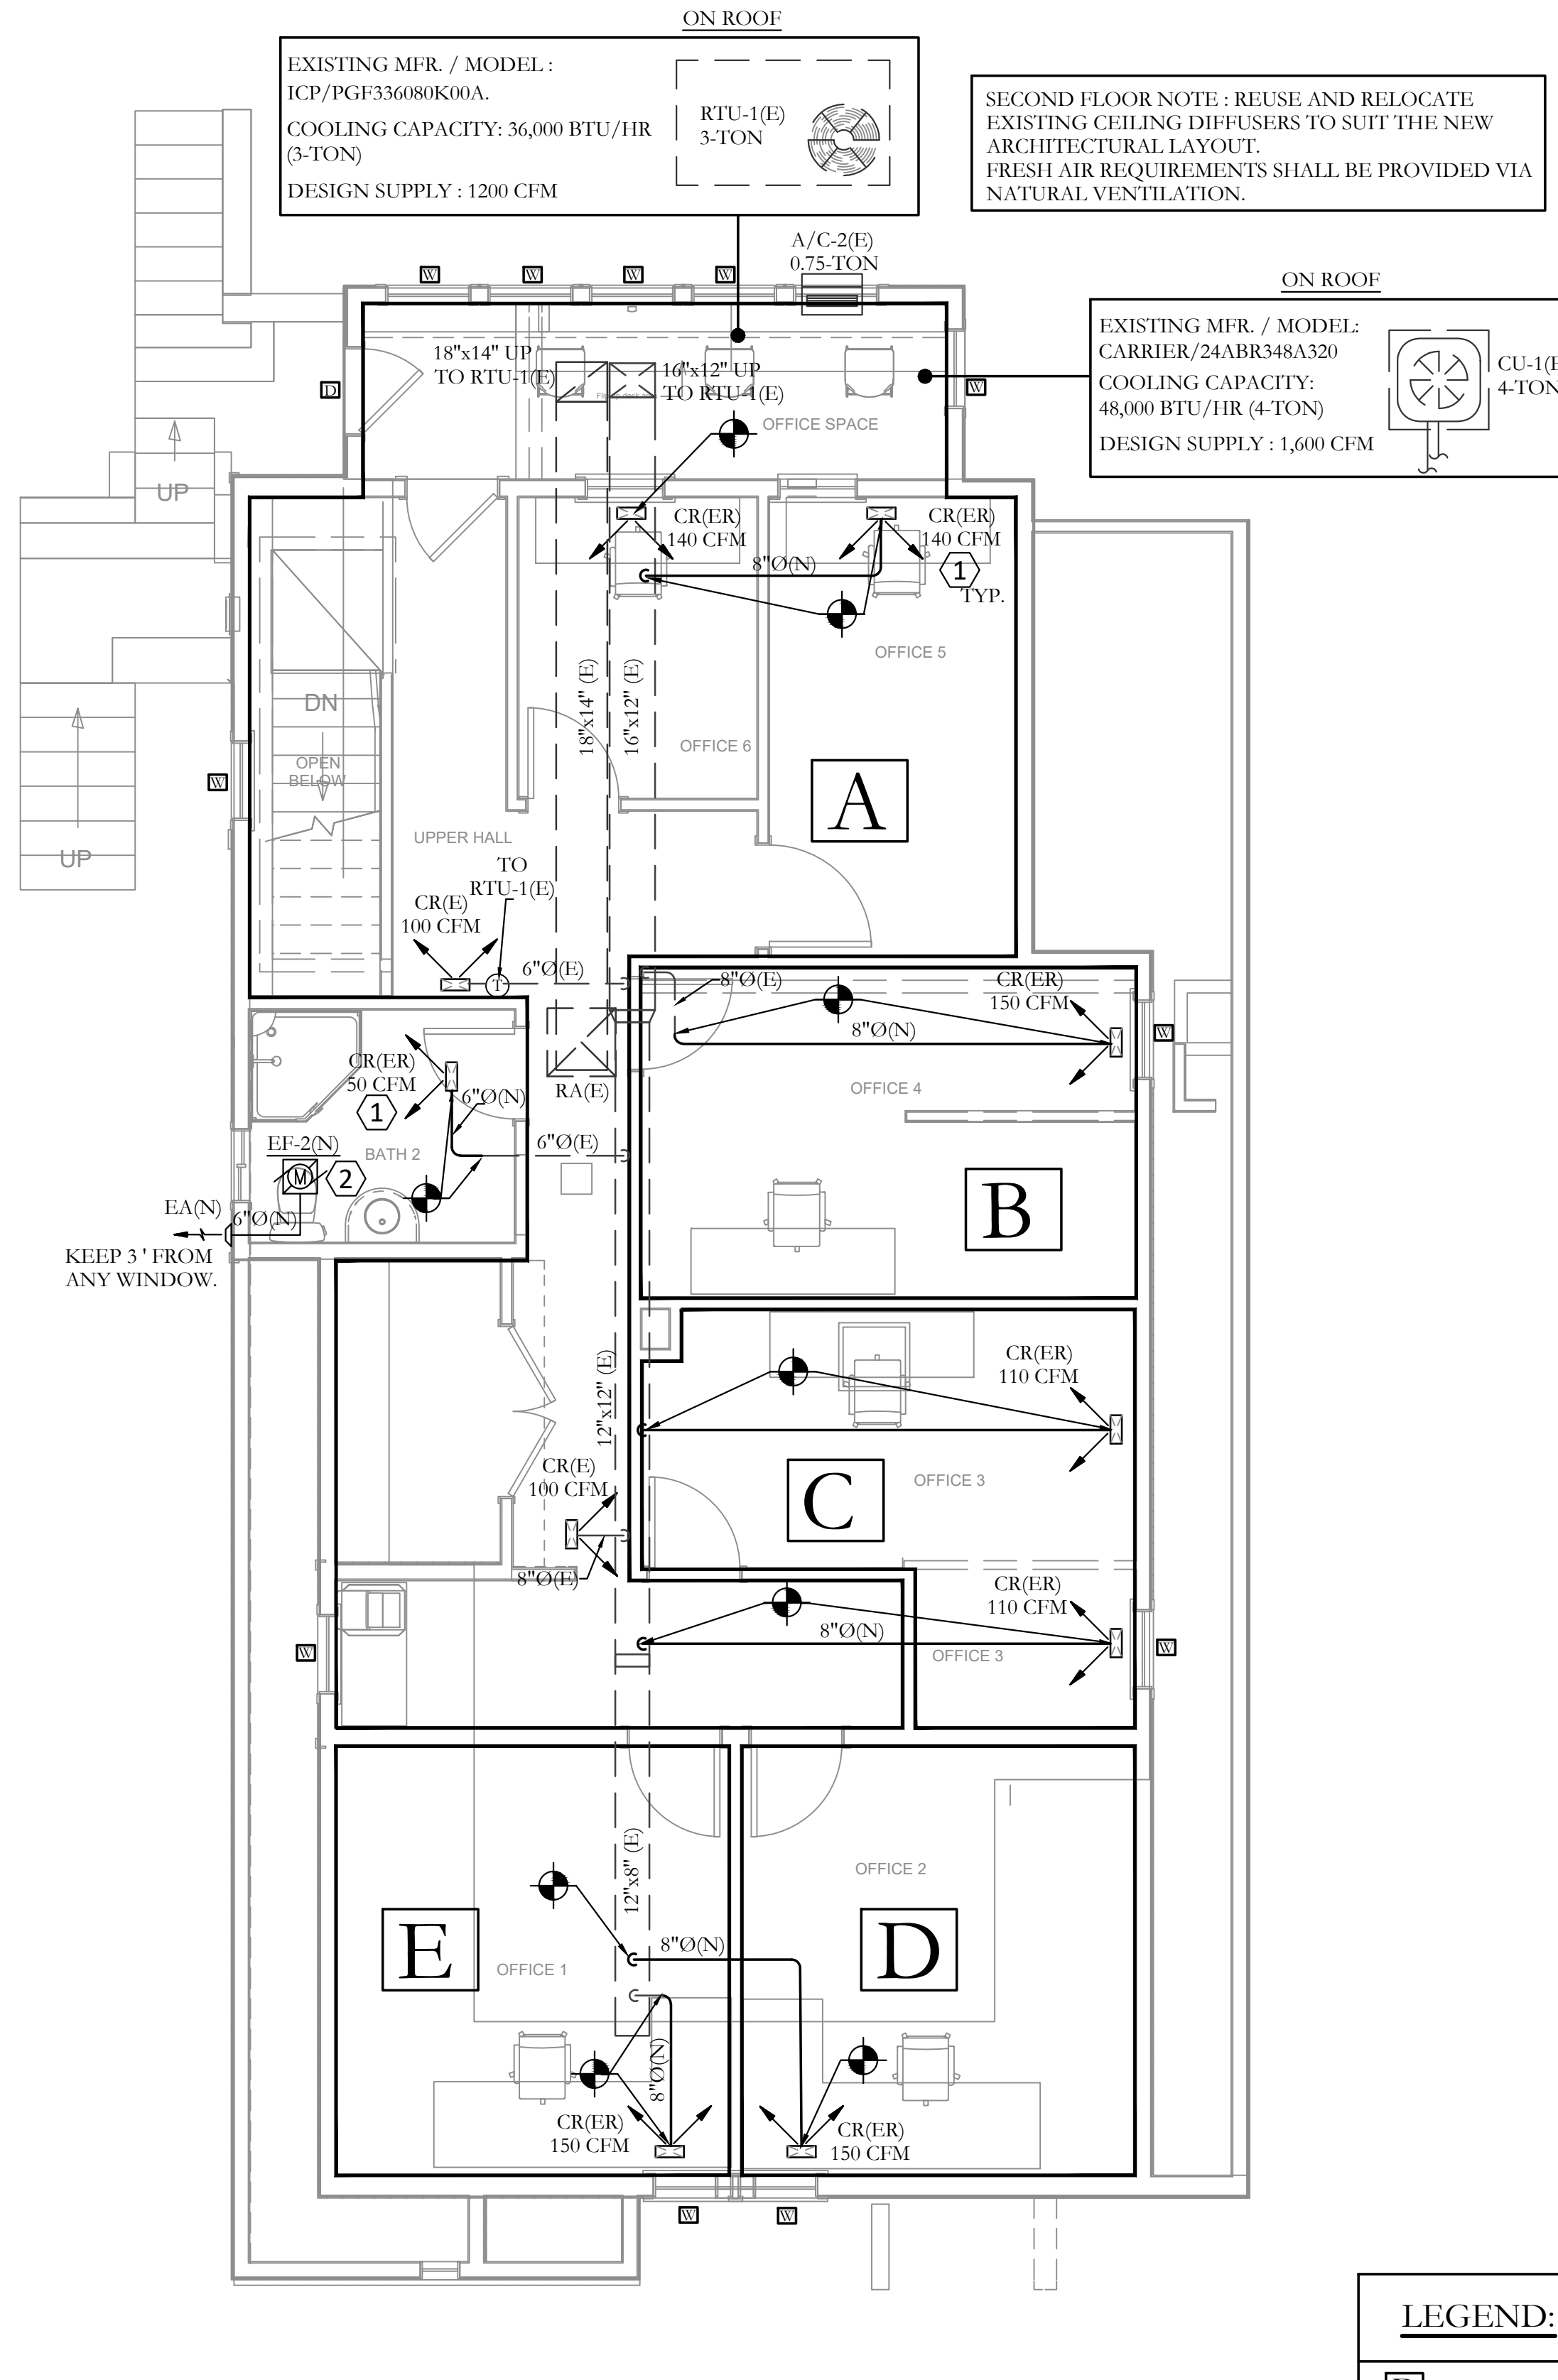 ON ROOF
EXISTING MFR. / MODEL :
ICP/PGF336080K00A.
COOLING CAPACITY: 36,000 BTU/HR
(3-TON)
DESIGN SUPPLY : 1200 CFM
RTU-1(E)
3-TON
SECOND FLOOR NOTE : REUSE AND RELOCATE
EXISTING CEILING DIFFUSERS TO SUIT THE NEW
ARCHITECTURAL LAYOUT.
FRESH AIR REQUIREMENTS SHALL BE PROVIDED VIA
NATURAL VENTILATION.
A/C-2(E)
0.75-TON
W
W
W
W
ON ROOF
EXISTING MFR. / MODEL:
CARRIER/24ABR348A320
COOLING CAPACITY:
48,000 BTU/HR (4-TON)
DESIGN SUPPLY : 1,600 CFM
CU-1(E
4-TON
18"x14" UP
TO RTU-1(E)
16"x12" UP
TO RTU-1(E)
D
W
OFFICE SPACE
UP
CR(ER)
140 CFM
CR(ER)
140 CFM
8"Ø(N)
1
TYP.
OFFICE 5
18"x14" (E)
16"x12" (E)
DN
OFFICE 6
OPEN
BELOW
W
A
UPPER HALL
UP
TO
RTU-1(E)
CR(E)
100 CFM
6"Ø(E)
T
8"Ø(E)
CR(ER)
150 CFM
8"Ø(N)
W
CR(ER)
50 CFM
1
6"Ø(N)
RA(E)
OFFICE 4
6"Ø(E)
EF-2(N)
M
2
BATH 2
B
EA(N)
6"Ø(N)
KEEP 3 ' FROM
ANY WINDOW.
12"x12" (E)
CR(ER)
110 CFM
CR(E)
100 CFM
C
OFFICE 3
8"Ø(E)
CR(ER)
110 CFM
8"Ø(N)
OFFICE 3
W
W
12"x8" (E)
OFFICE 2
E
OFFICE 1
8"Ø(N)
D
8"Ø(N)
CR(ER)
150 CFM
CR(ER)
150 CFM
W
W
LEGEND: